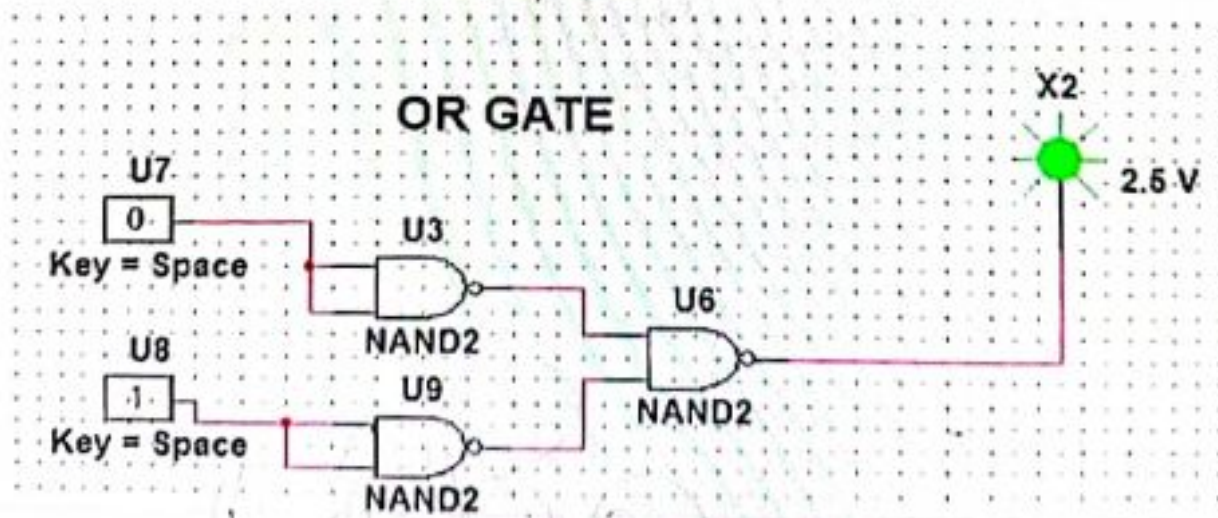 OR GATE
X2
2.5 V
U7
0
Key = Space
U3
NAND2
U6
NAND2
U8
1
Key = Space
U9
NAND2